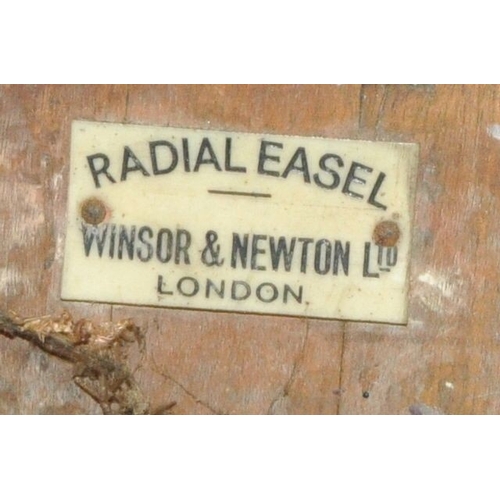 RADIAL EASEL
WINSOR & NEWTON LTD
LONDON.